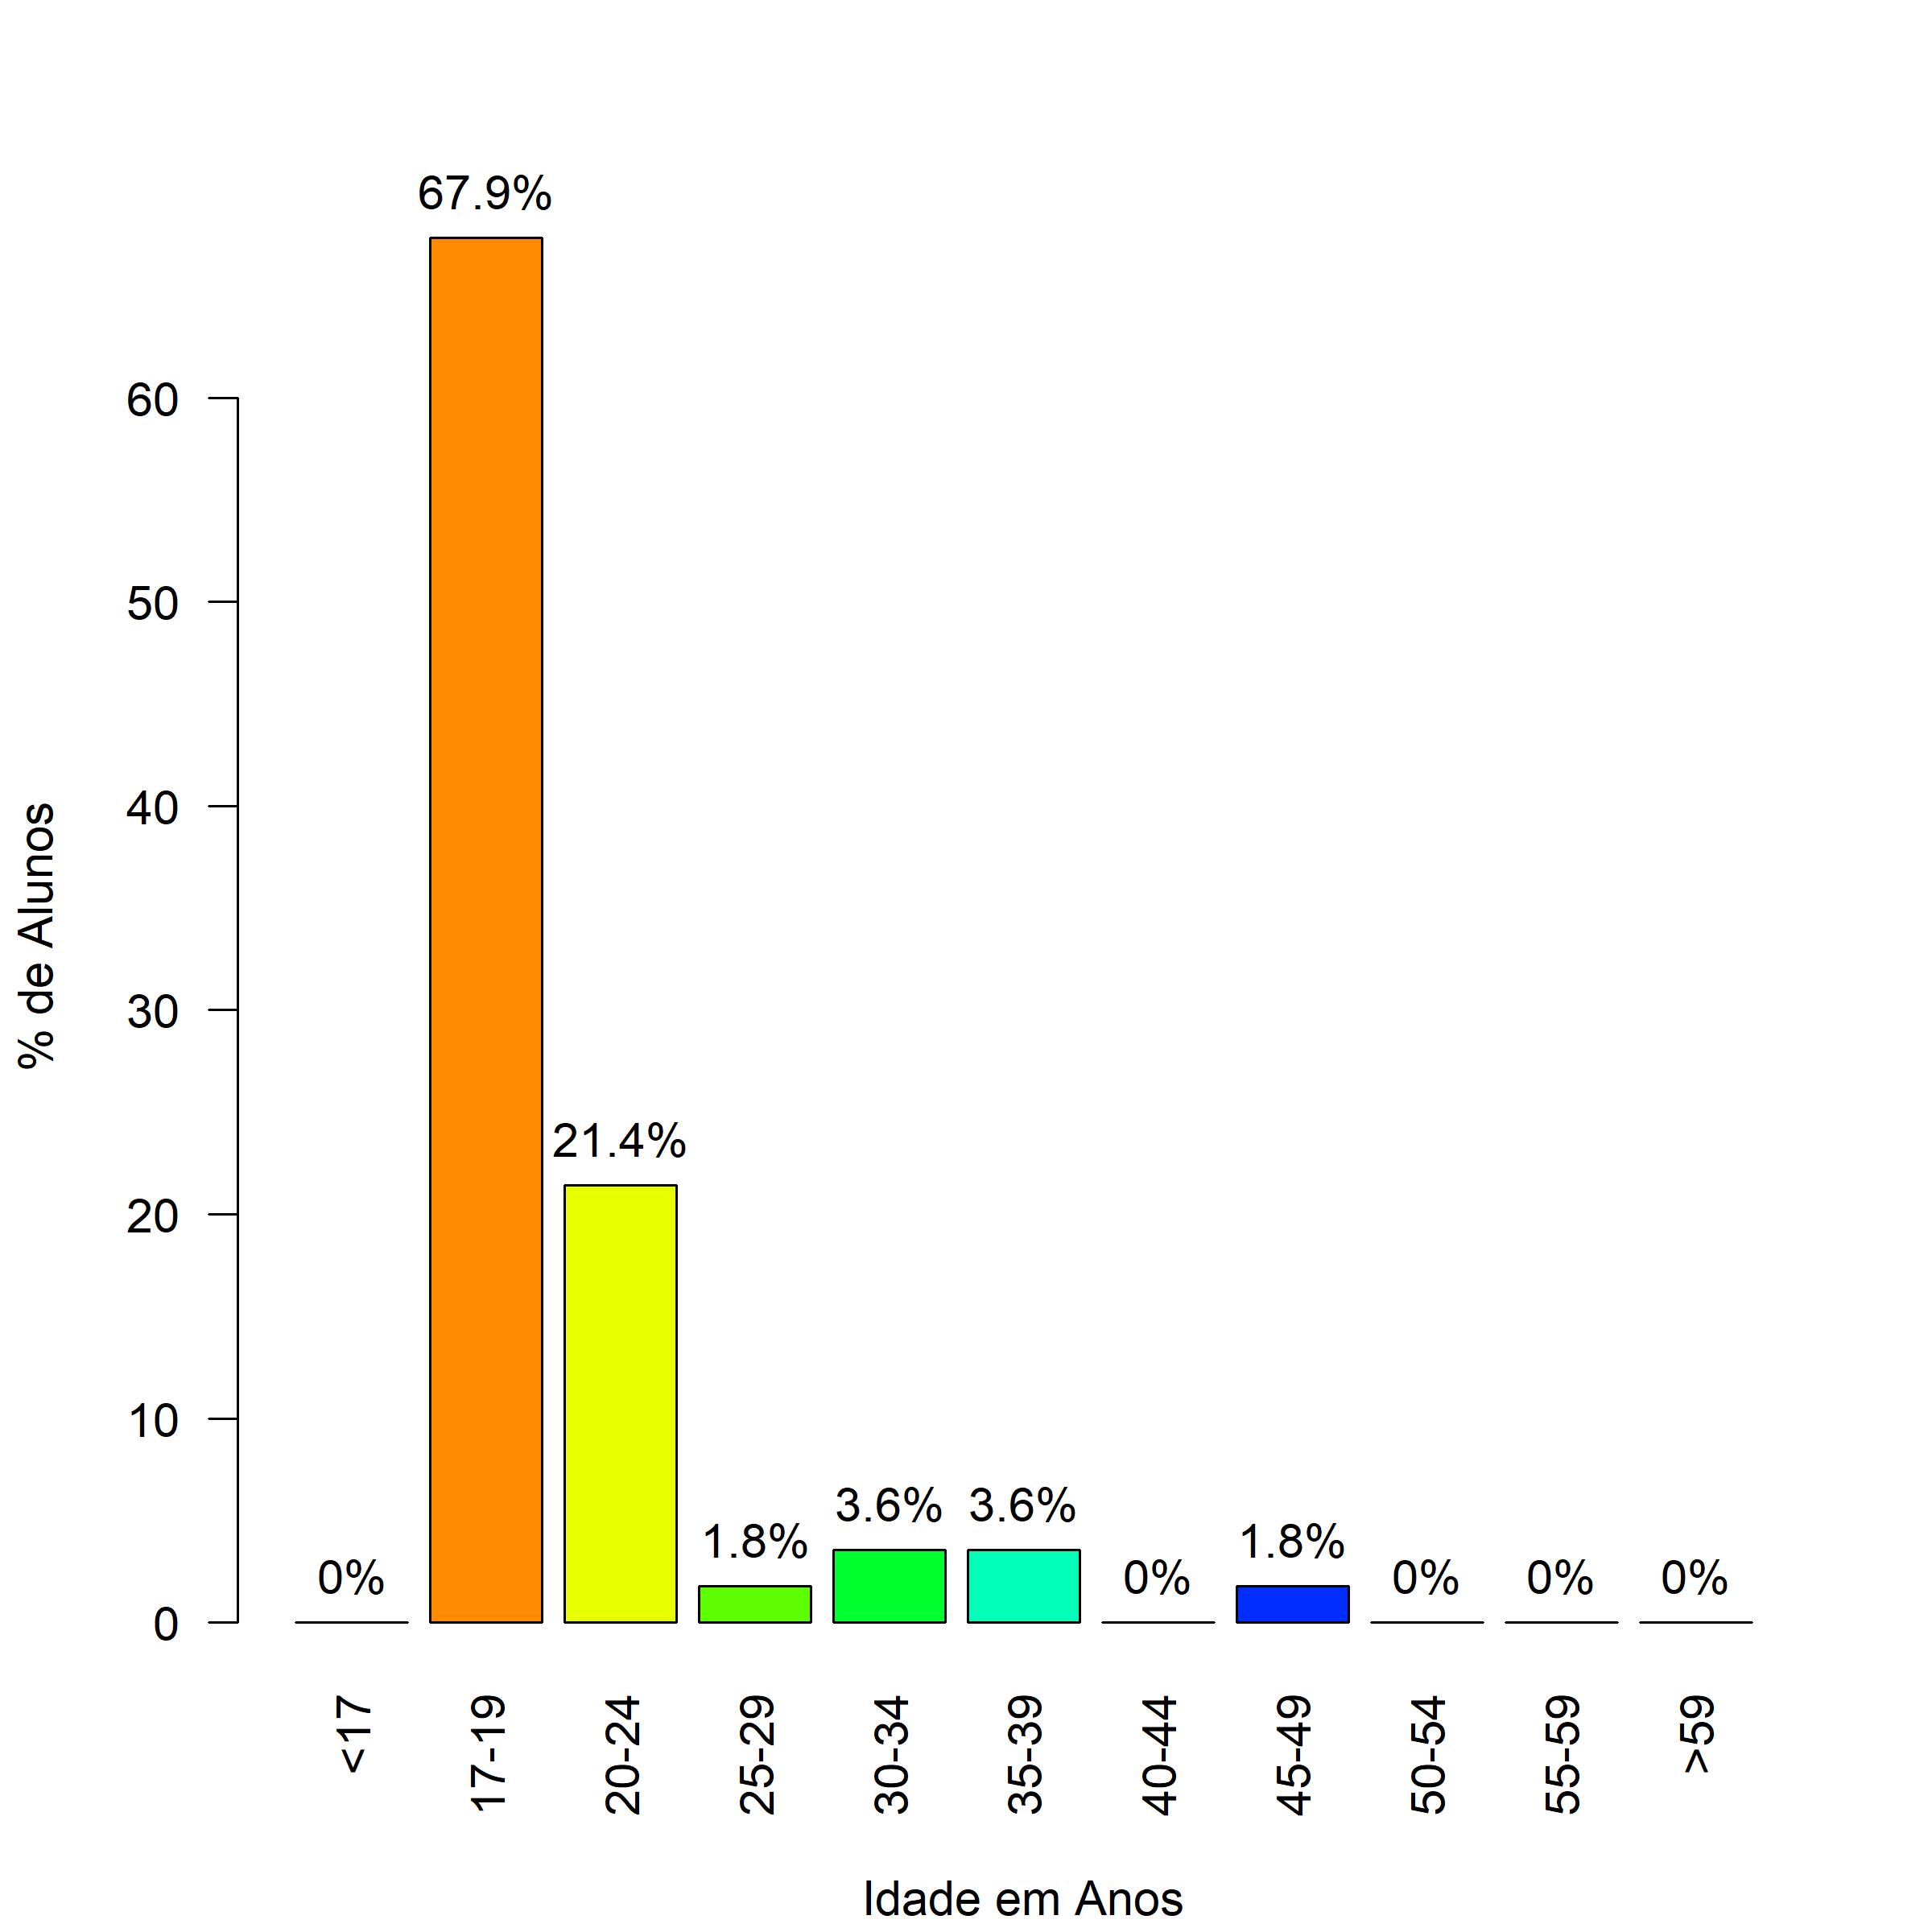 67.9%
60
50
40
30
21.4%
20
10
3.6% 3.6%
1.8% 1.8%
0% 0% 0% 0% 0%
0
<17 17-19 20-24 25-29 30-34 35-39 40-44 45-49 50-54 55-59 >59
% de Alunos
Idade em Anos